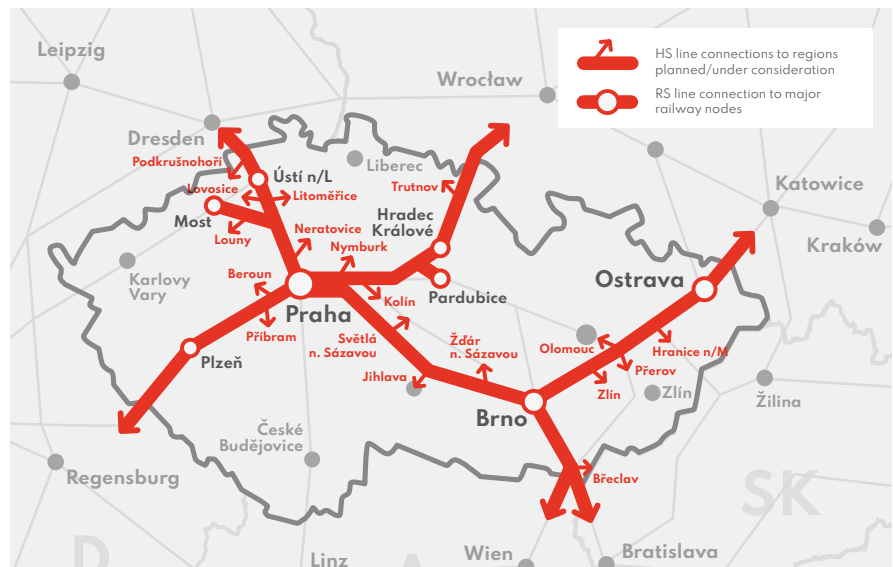 Leipzig
HS line connections to regions
planned/under consideration
RS line connection to major
railway nodes
Wrocław
Dresden
Podkrušnohoří
Liberec
Ústí n/L
Lovosice
Litoměřice
Most
Trutnov
Katowice
Hradec
Králové
Neratovice
Nymburk
Louny
Kraków
Karlovy
Vary
Beroun
Praha
Kolín
Pardubice
Ostrava
Příbram
Světlá
n. Sázavou
Žďár
n. Sázavou
Olomouc
Hranice n/M
Přerov
Plzeň
Jihlava
Zlín
Zlín
Žilina
Brno
České
Budějovice
Regensburg
Břeclav
SK
D
A
Linz
Wien
Bratislava